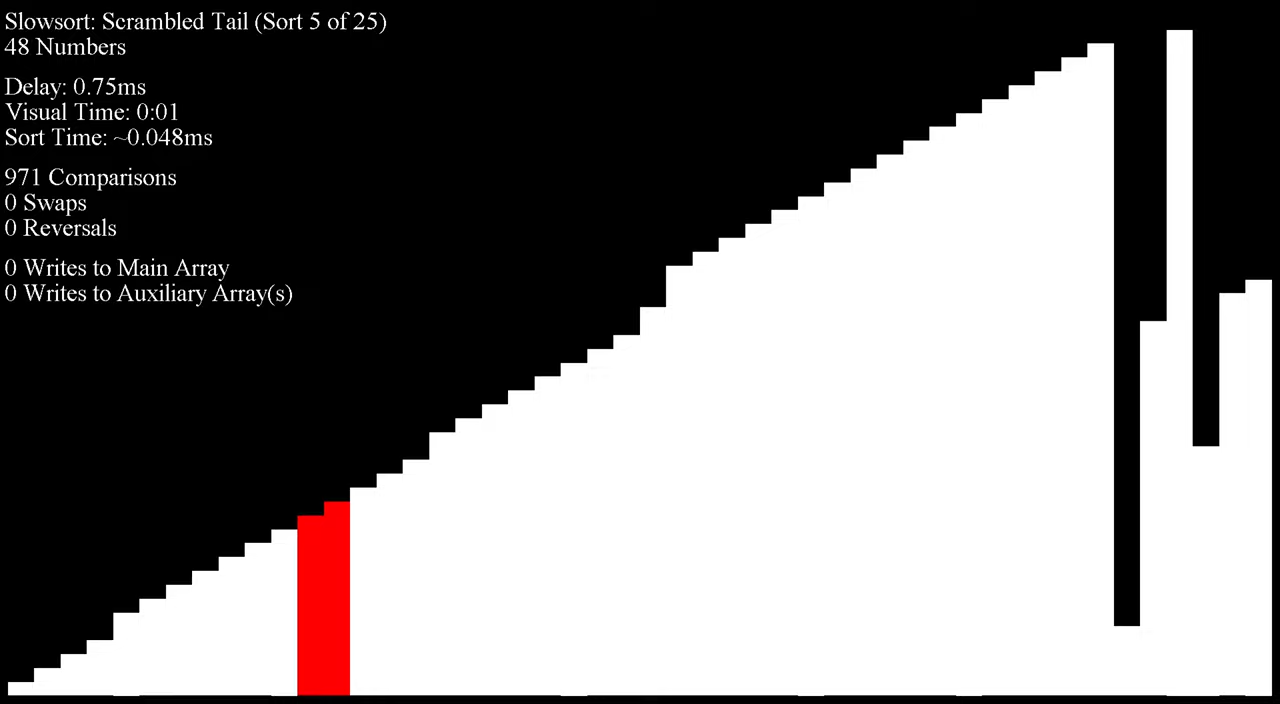 Slowsort: Scrambled Tail (Sort 5 of 25)
48 Numbers
Delay: 0.75ms
Visual Time: 0:01
Sort Time: ~0.048ms
971 Comparisons
0 Swaps
0 Reversals
0 Writes to Main Array
0 Writes to Auxiliary Array(s)